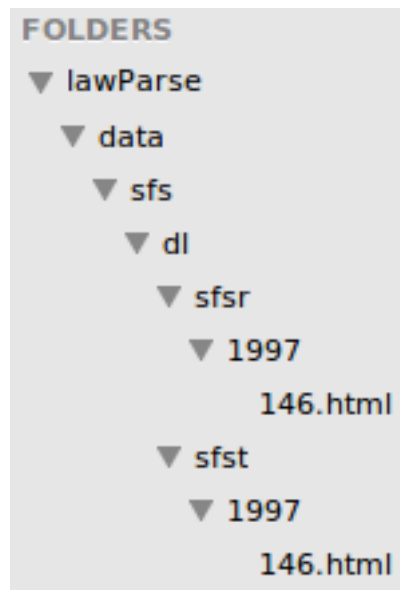 FOLDERS
lawParse
data
sfs
dl
sfsr
1997
146.html
sfst
1997
146.html